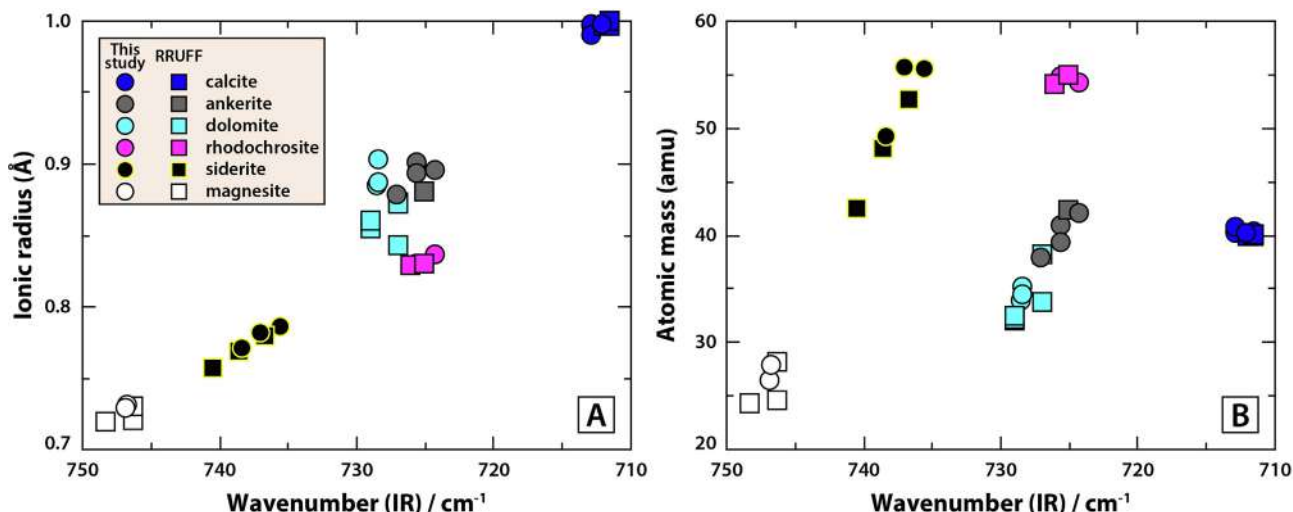 1.0
0.9
0.8
0.7
Ionic radius (Å)
This study RRUFF
calcite
ankerite
dolomite
rhodochrosite
siderite
magnesite
A
750 740 730 720 710
Wavenumber (IR) / cm⁻¹
60
50
40
30
20
Atomic mass (amu)
B
750 740 730 720 710
Wavenumber (IR) / cm⁻¹